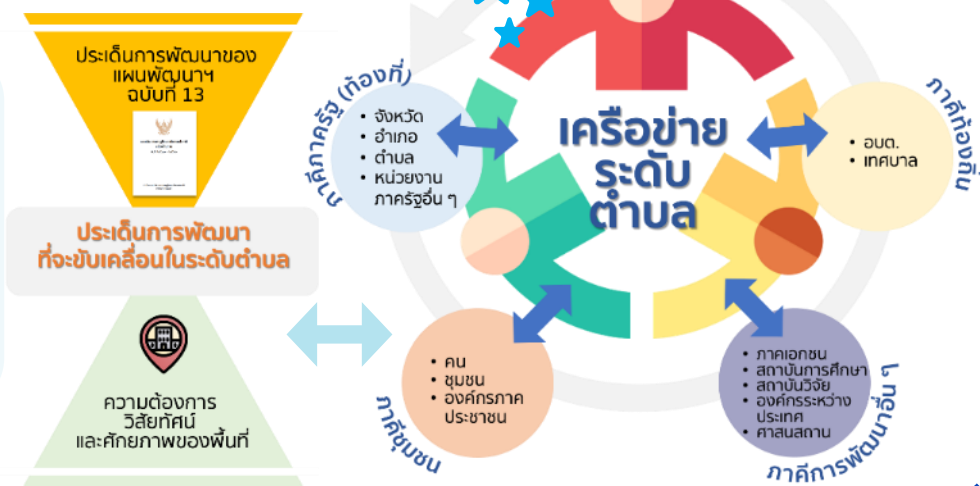 ประเด็นการพัฒนาของ
แผนพัฒนาฯ
ฉบับที่ 13
ประเด็นการพัฒนา
ที่จะขับเคลื่อนในระดับตำบล
ความต้องการ
วิสัยทัศน์
และศักยภาพของพื้นที่
เครือข่าย
ระดับ
ตำบล
ภาคีภาครัฐ (ท้องที่)
• จังหวัด
• อำเภอ
• ตำบล
• หน่วยงาน
ภาครัฐอื่น ๆ
ภาคีท้องถิ่น
• อบต.
• เทศบาล
• คน
• ชุมชน
• องค์กรภาค
ประชาชน
ภาคีชุมชน
• ภาคเอกชน
• สถาบันการศึกษา
• สถาบันวิจัย
• องค์กรระหว่าง
ประเทศ
• ศาสนสถาน
ภาคีการพัฒนาอื่น ๆ